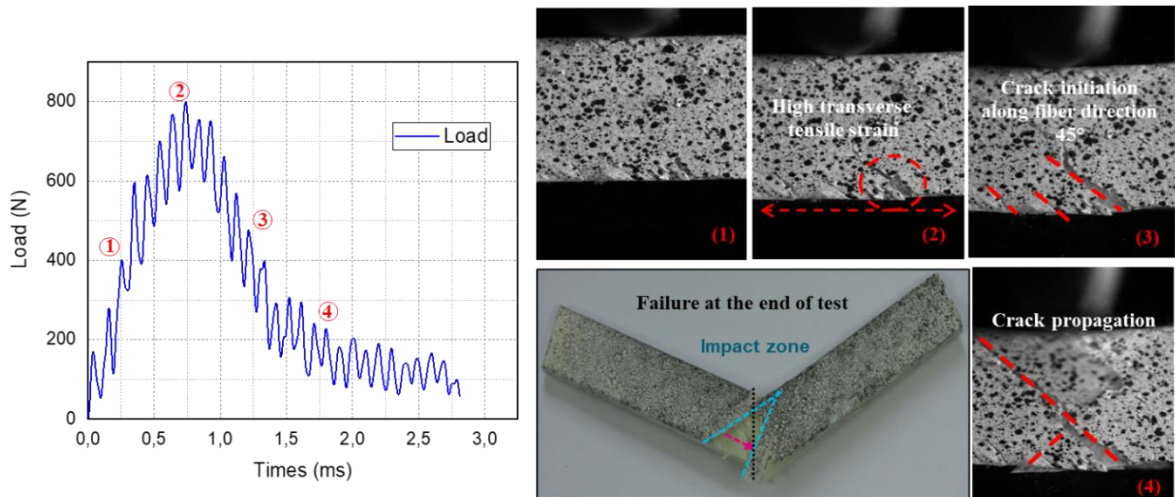 Load (N)
800
600
400
200
0
0,0
0,5
1,0
1,5
2,0
2,5
3,0
Times (ms)
Load
1
2
3
4
(1)
High transverse
tensile strain
(2)
Crack initiation
along fiber direction
45°
(3)
Failure at the end of test
Impact zone
Crack propagation
(4)